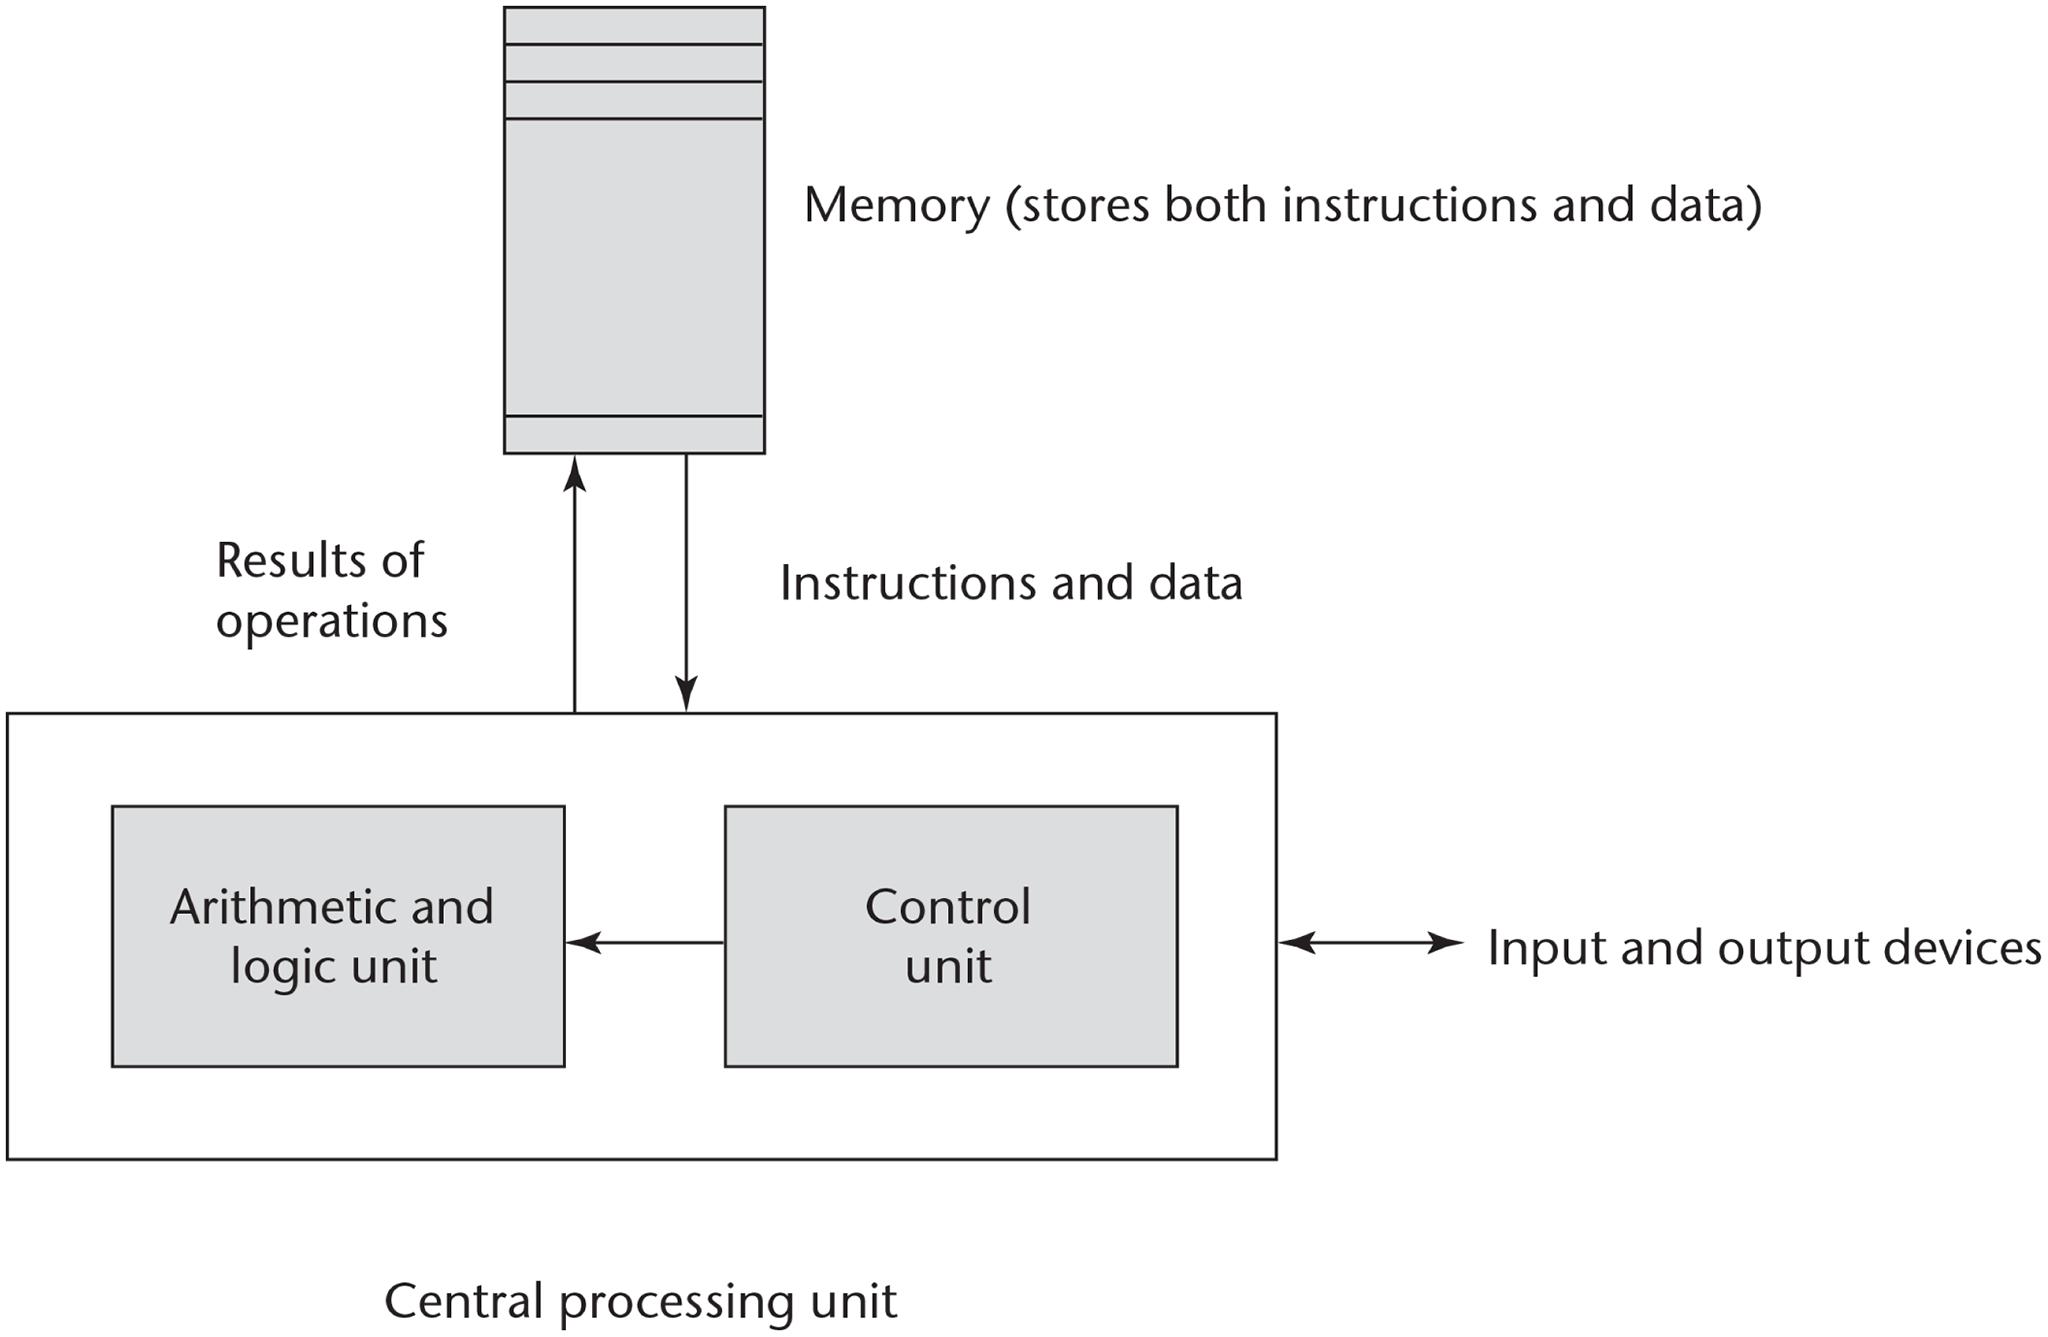 Memory (stores both instructions and data)
Results of
operations
Instructions and data
Arithmetic and
logic unit
Control
unit
Input and output devices
Central processing unit